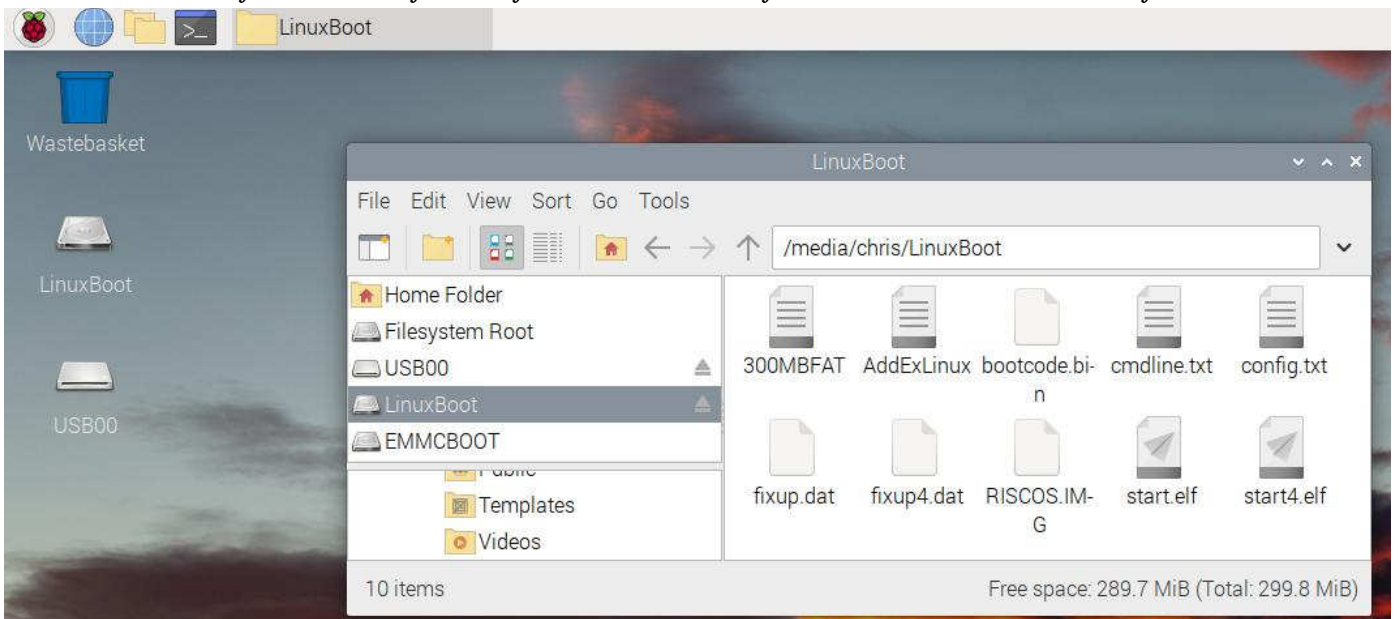 LinuxBoot
Wastebasket
LinuxBoot
USB00
LinuxBoot
File Edit View Sort Go Tools
/media/chris/LinuxBoot
Home Folder
Filesystem Root
USB00
LinuxBoot
EMMCBOOT
Public
Templates
Videos
300MBFAT AddExLinux bootcode.bi- cmdline.txt config.txt
n
fixup.dat fixup4.dat RISCOS.IM- start.elf start4.elf
G
10 items Free space: 289.7 MiB (Total: 299.8 MiB)